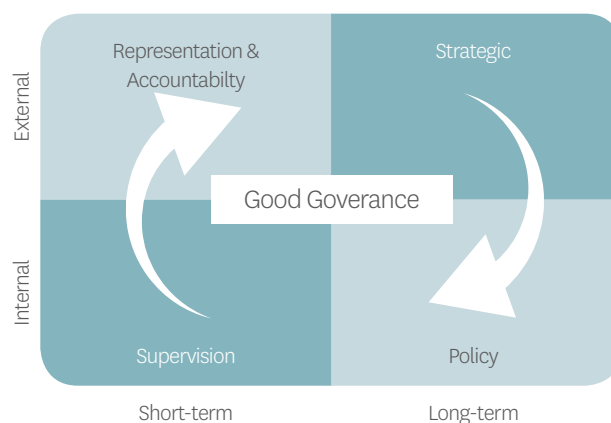 External
Representation &
Accountabilty
Strategic
Good Goverance
Internal
Supervision
Policy
Short-term
Long-term